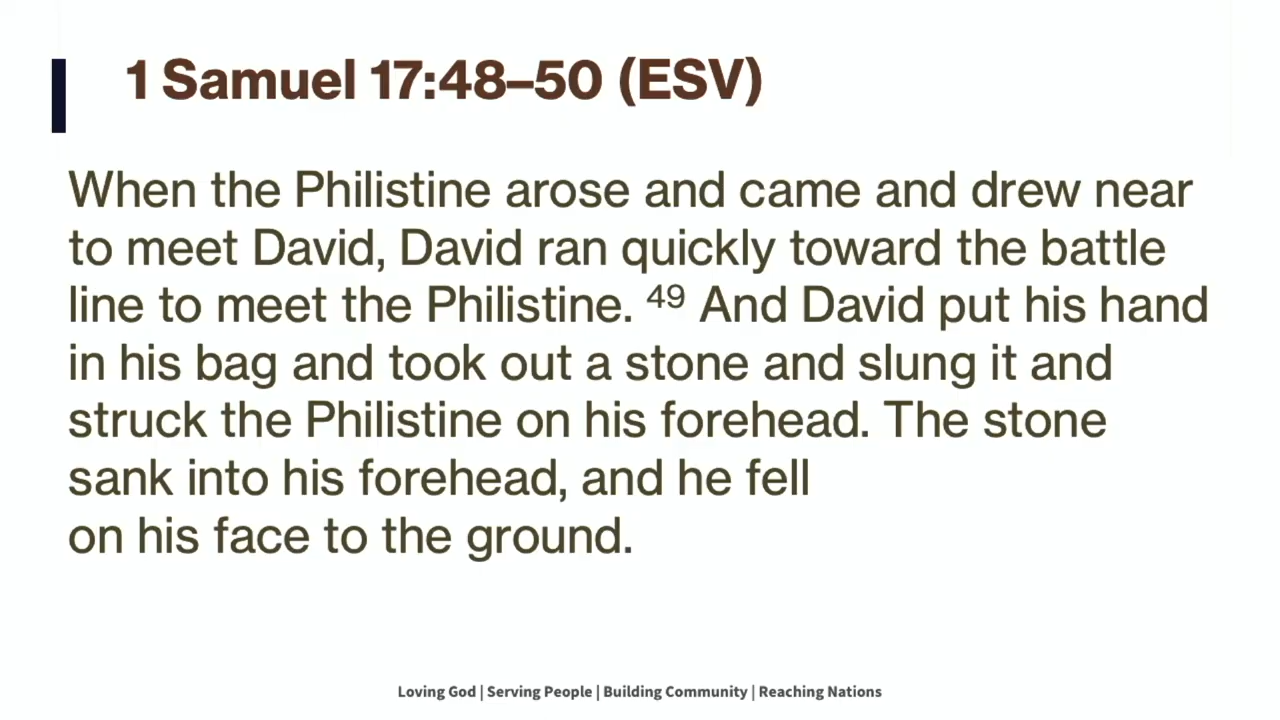 1 Samuel 17:48–50 (ESV)
When the Philistine arose and came and drew near
to meet David, David ran quickly toward the battle
line to meet the Philistine. ⁴⁹ And David put his hand
in his bag and took out a stone and slung it and
struck the Philistine on his forehead. The stone
sank into his forehead, and he fell
on his face to the ground.
Loving God | Serving People | Building Community | Reaching Nations